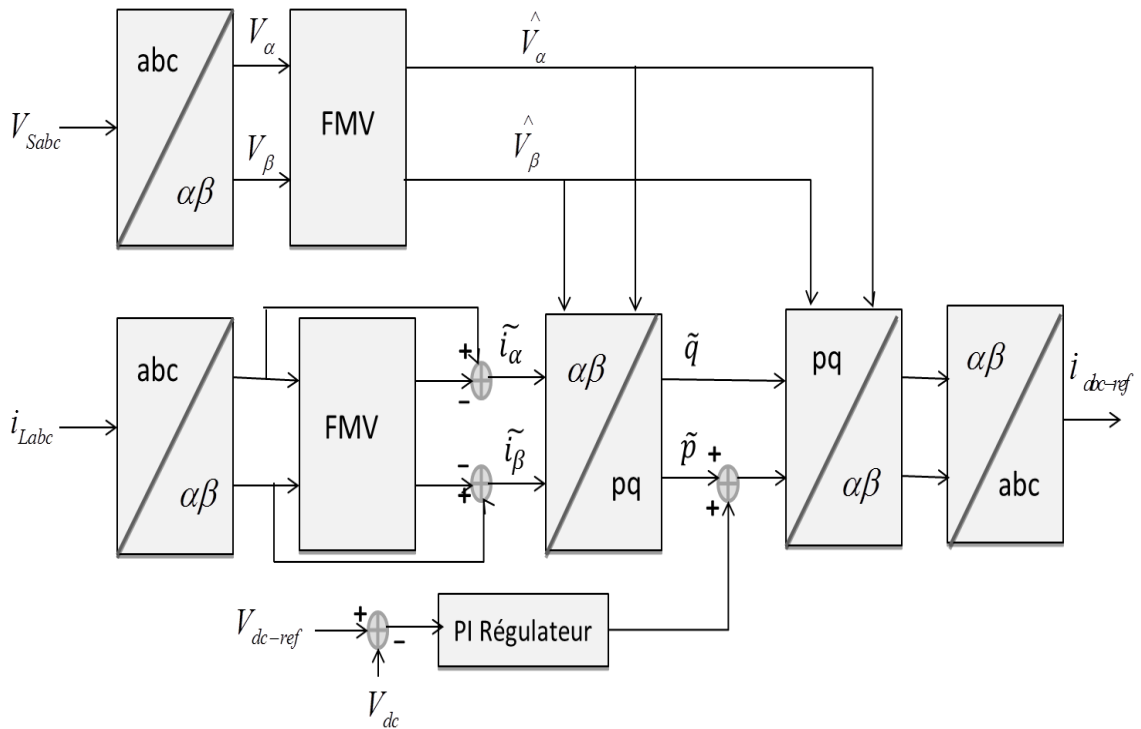 abc
αβ
V_Sabc
V_α
V_β
FMV
V̂_α
V̂_β
abc
αβ
i_Labc
FMV
+
−
−
+
ĩ_α
ĩ_β
αβ
pq
q̃
p̃
+
+
pq
αβ
αβ
abc
i_abc-ref
V_dc-ref
+
−
V_dc
PI Régulateur